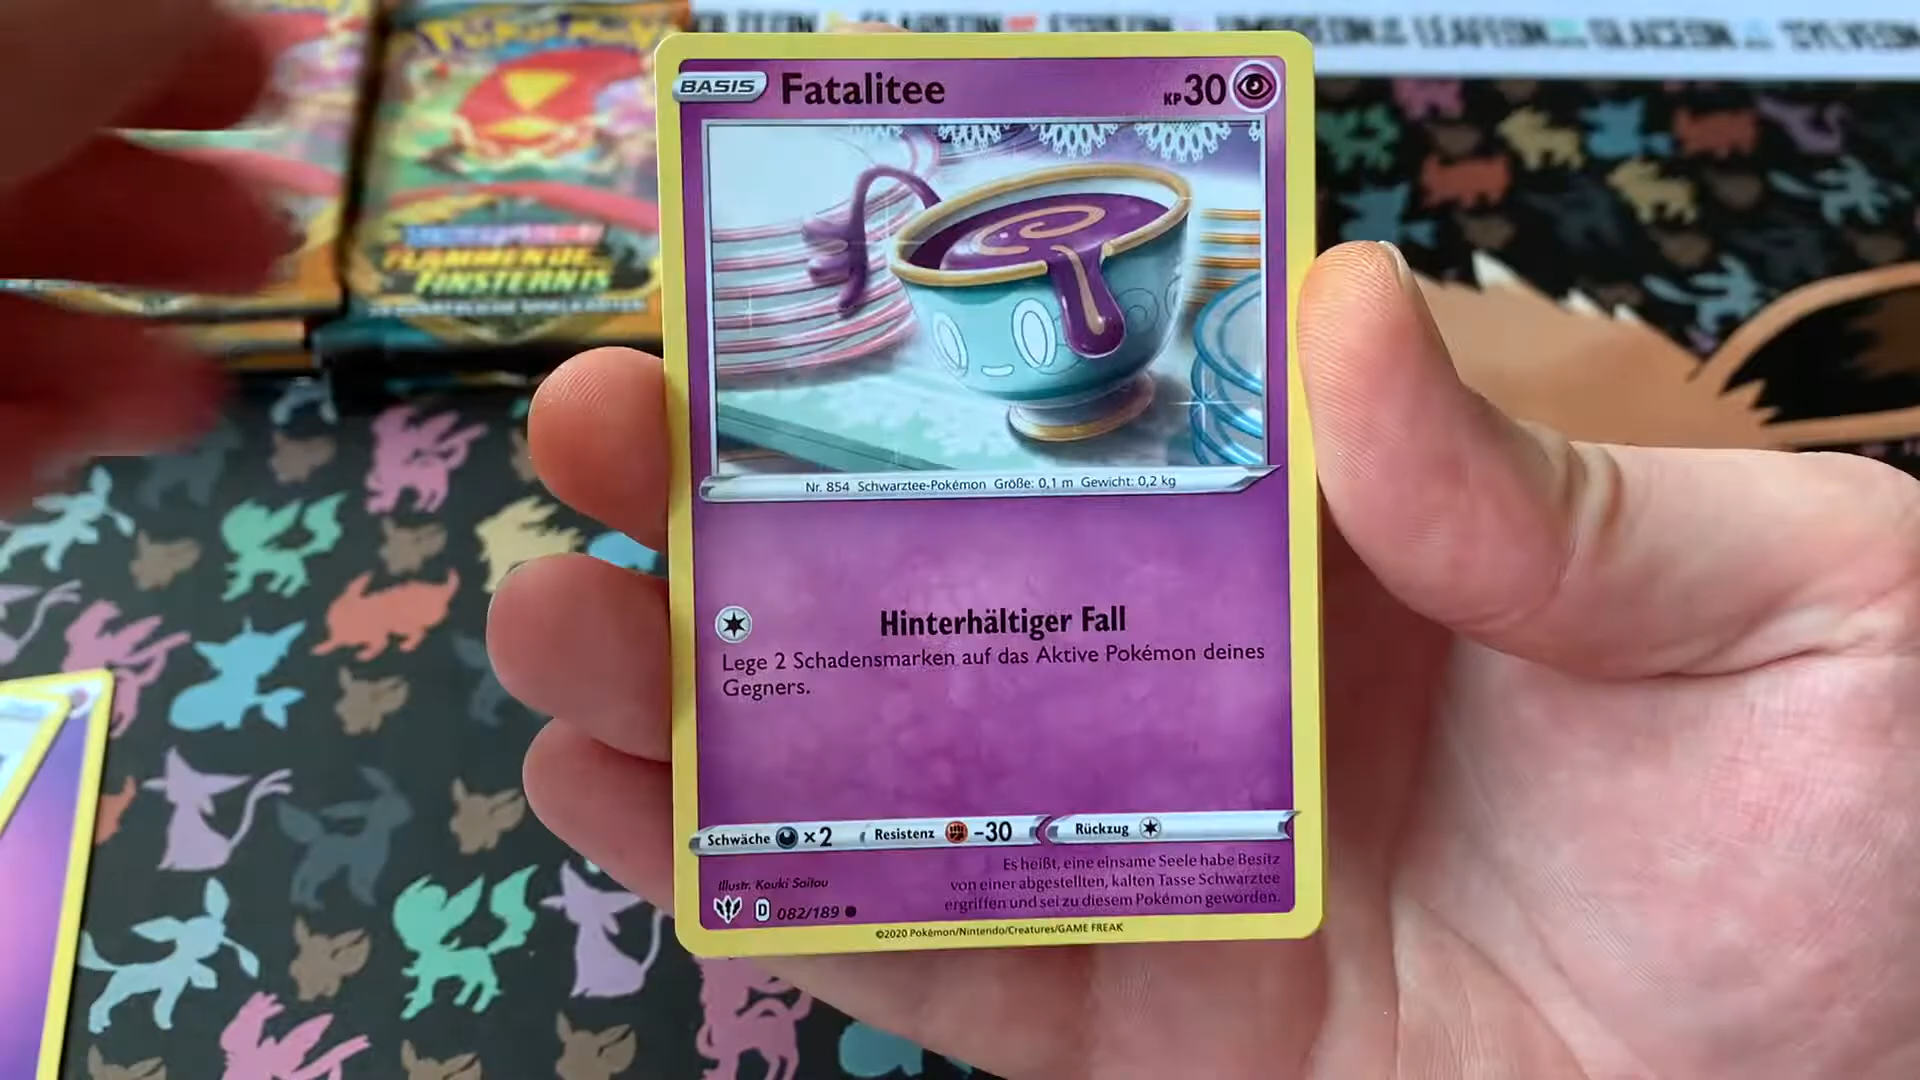 GLACEON
SYLVEON
LEAFEON
FLAMMENDE
FINSTERNIS
BASIS Fatalitee KP30
Nr. 854 Schwarztee-Pokémon Größe: 0,1 m Gewicht: 0,2 kg
Hinterhältiger Fall
Lege 2 Schadensmarken auf das Aktive Pokémon deines
Gegners.
Schwäche ×2 Resistenz -30 Rückzug
Es heißt, eine einsame Seele habe Besitz
von einer abgestellten, kalten Tasse Schwarztee
ergriffen und sei zu diesem Pokémon geworden.
Illustr. Kouki Saitou
D 082/189
©2020 Pokémon/Nintendo/Creatures/GAME FREAK